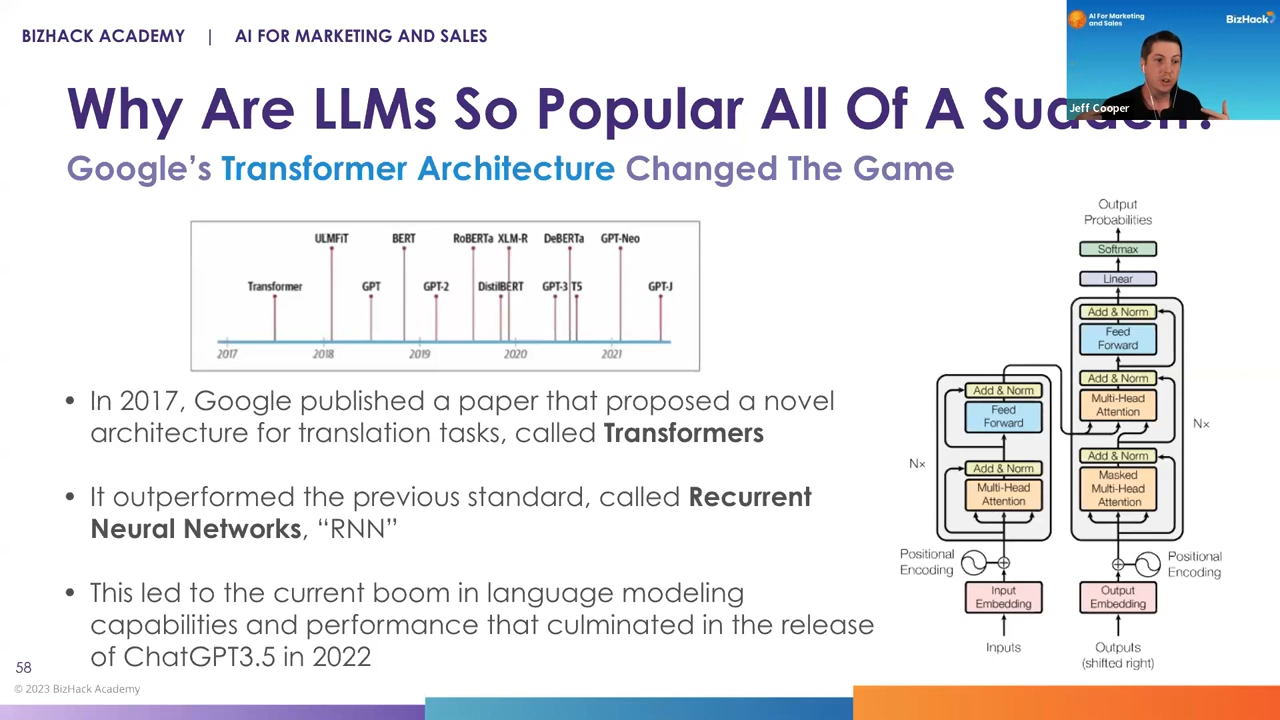 BIZHACK ACADEMY | AI FOR MARKETING AND SALES
AI For Marketing
and Sales
BizHack
Jeff Cooper
Why Are LLMs So Popular All Of A
Google's Transformer Architecture Changed The Game
ULMFiT BERT RoBERTa XLM-R DeBERTa GPT-Neo
Transformer GPT GPT-2 DistilBERT GPT-3 T5 GPT-J
2017 2018 2019 2020 2021
• In 2017, Google published a paper that proposed a novel
architecture for translation tasks, called Transformers
• It outperformed the previous standard, called Recurrent
Neural Networks, “RNN”
• This led to the current boom in language modeling
capabilities and performance that culminated in the release
of ChatGPT3.5 in 2022
Output
Probabilities
Softmax
Linear
Add & Norm
Feed
Forward
Add & Norm
Multi-Head
Attention
Add & Norm
Masked
Multi-Head
Attention
Nx
Positional
Encoding
Output
Embedding
Outputs
(shifted right)
Add & Norm
Feed
Forward
Nx
Add & Norm
Multi-Head
Attention
Positional
Encoding
Input
Embedding
Inputs
58
© 2023 BizHack Academy